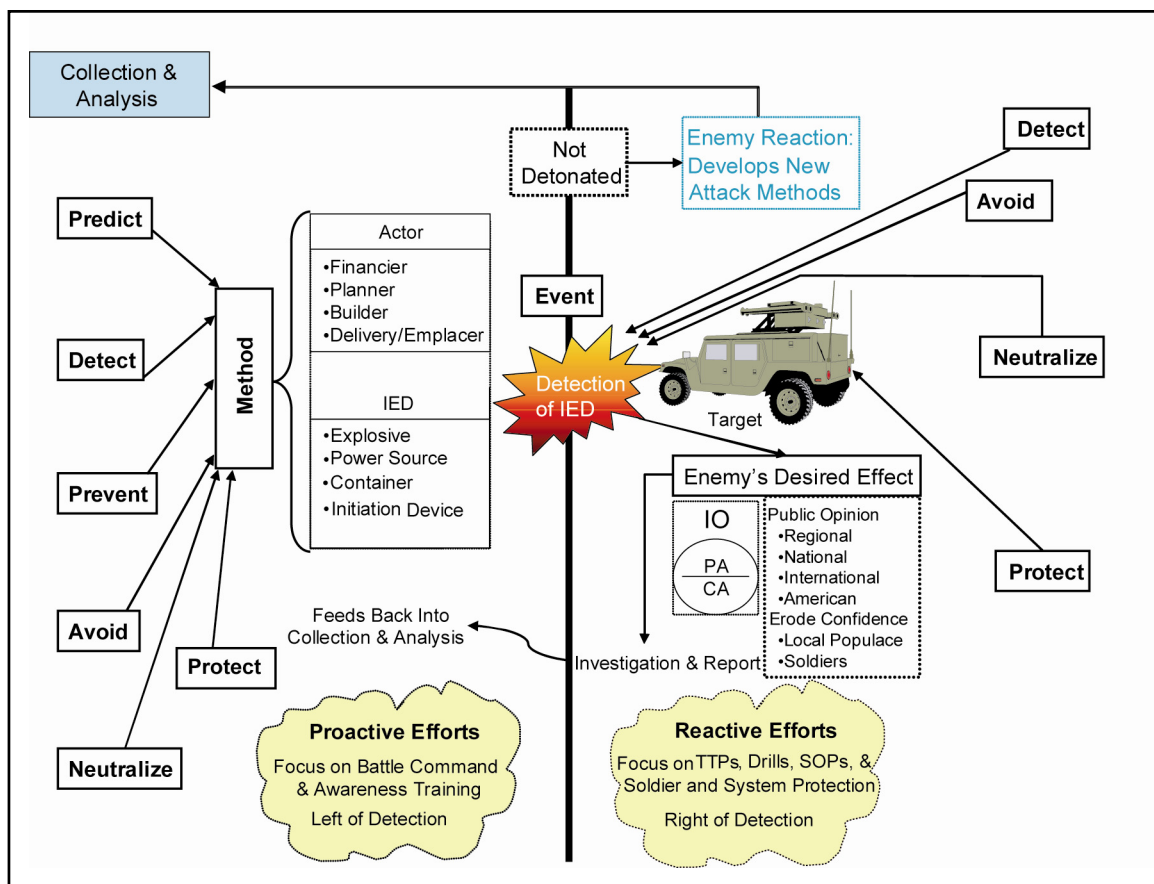 Collection &
Analysis
Not
Detonated
Enemy Reaction:
Develops New
Attack Methods
Detect
Avoid
Predict
Detect
Prevent
Avoid
Protect
Neutralize
Method
Actor
•Financier
•Planner
•Builder
•Delivery/Emplacer
IED
•Explosive
•Power Source
•Container
•Initiation Device
Event
Detection
of IED
Target
Neutralize
Protect
Enemy's Desired Effect
IO
PA
CA
Public Opinion
•Regional
•National
•International
•American
Erode Confidence
•Local Populace
•Soldiers
Feeds Back Into
Collection & Analysis
Investigation & Report
Proactive Efforts
Focus on Battle Command
& Awareness Training
Left of Detection
Reactive Efforts
Focus on TTPs, Drills, SOPs, &
Soldier and System Protection
Right of Detection